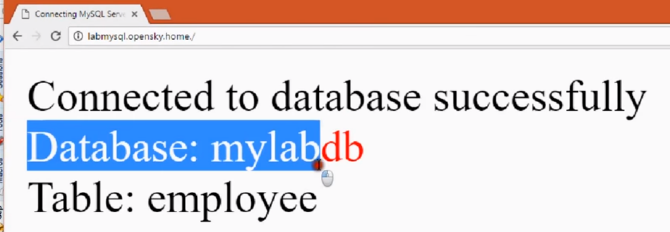 Connecting MySQL Serv
labmysql.opensky.home./
Connected to database successfully
Database: mylabdb
Table: employee